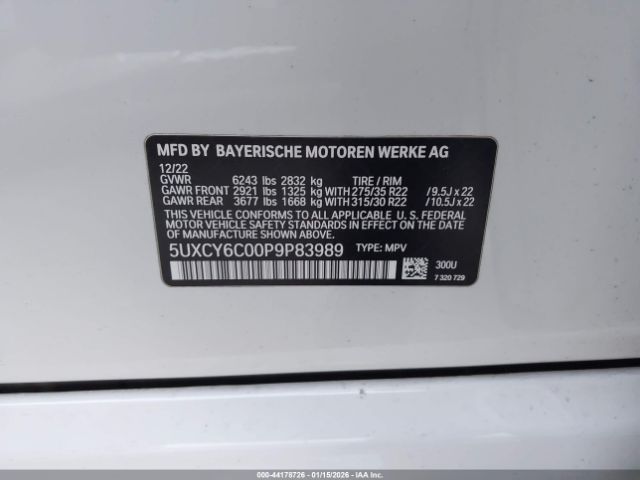 MFD BY BAYERISCHE MOTOREN WERKE AG
12/22
GVWR 6243 lbs 2832 kg TIRE / RIM
GAWR FRONT 2921 lbs 1325 kg WITH 275/35 R22 /9.5J x 22
GAWR REAR 3677 lbs 1668 kg WITH 315/30 R22 /10.5J x 22
THIS VEHICLE CONFORMS TO ALL APPLICABLE U. S. FEDERAL
MOTOR VEHICLE SAFETY STANDARDS IN EFFECT ON THE DATE
OF MANUFACTURE SHOWN ABOVE.
5UXCY6C00P9P83989 TYPE: MPV
300U
7 320 729
000-44178726 - 01/15/2026 - IAAI.COM